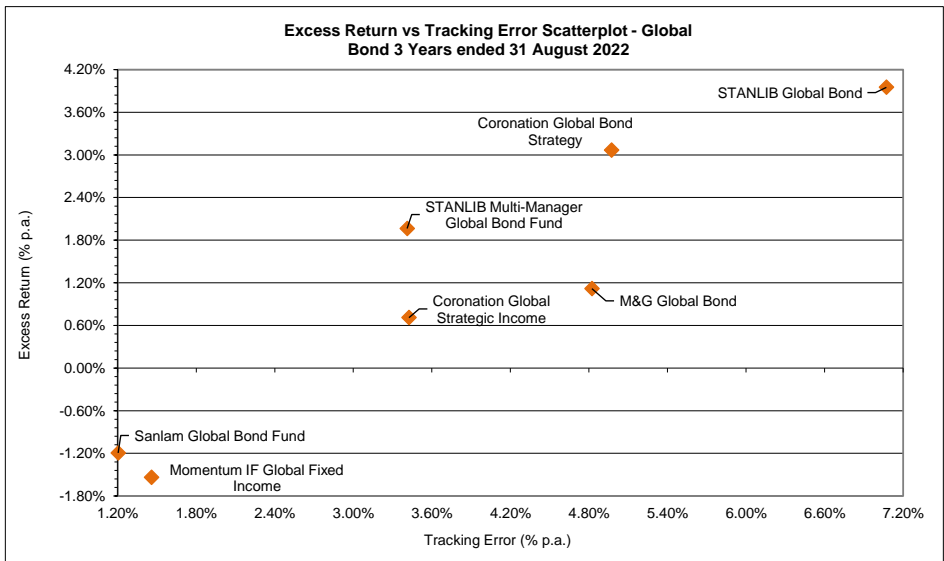 Excess Return vs Tracking Error Scatterplot - Global
Bond 3 Years ended 31 August 2022
4.20%
3.60%
3.00%
2.40%
1.80%
1.20%
0.60%
0.00%
-0.60%
-1.20%
-1.80%
Excess Return (% p.a.)
STANLIB Global Bond
Coronation Global Bond
Strategy
STANLIB Multi-Manager
Global Bond Fund
Coronation Global
Strategic Income
M&G Global Bond
Sanlam Global Bond Fund
Momentum IF Global Fixed
Income
1.20% 1.80% 2.40% 3.00% 3.60% 4.20% 4.80% 5.40% 6.00% 6.60% 7.20%
Tracking Error (% p.a.)